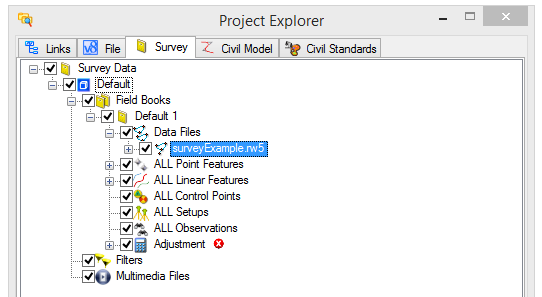 Project Explorer
Links File Survey Civil Model Civil Standards
Survey Data
Default
Field Books
Default 1
Data Files
surveyExample.rw5
ALL Point Features
ALL Linear Features
ALL Control Points
ALL Setups
ALL Observations
Adjustment
Filters
Multimedia Files